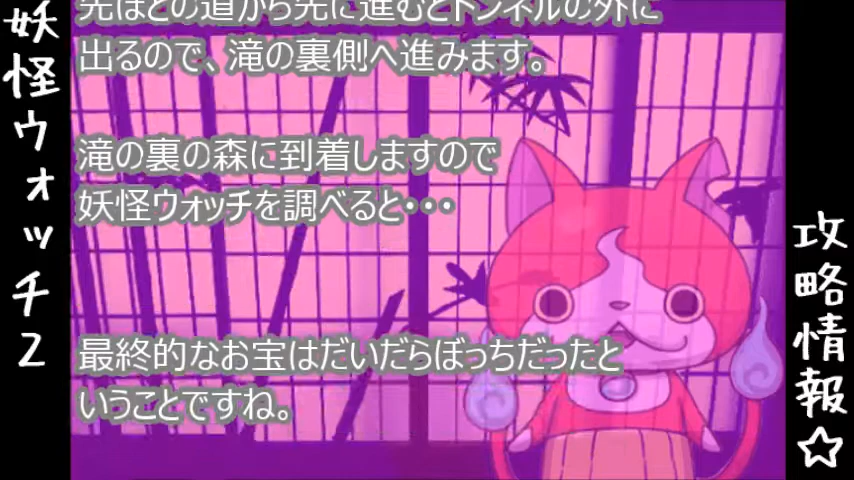 妖怪ウォッチ2
先ほどの道から先に進むとトンネルの外に
出るので、滝の裏側へ進みます。
滝の裏の森に到着しますので
妖怪ウォッチを調べると・・・
最終的なお宝はだいだらぼっちだったと
いうことですね。
攻略情報☆